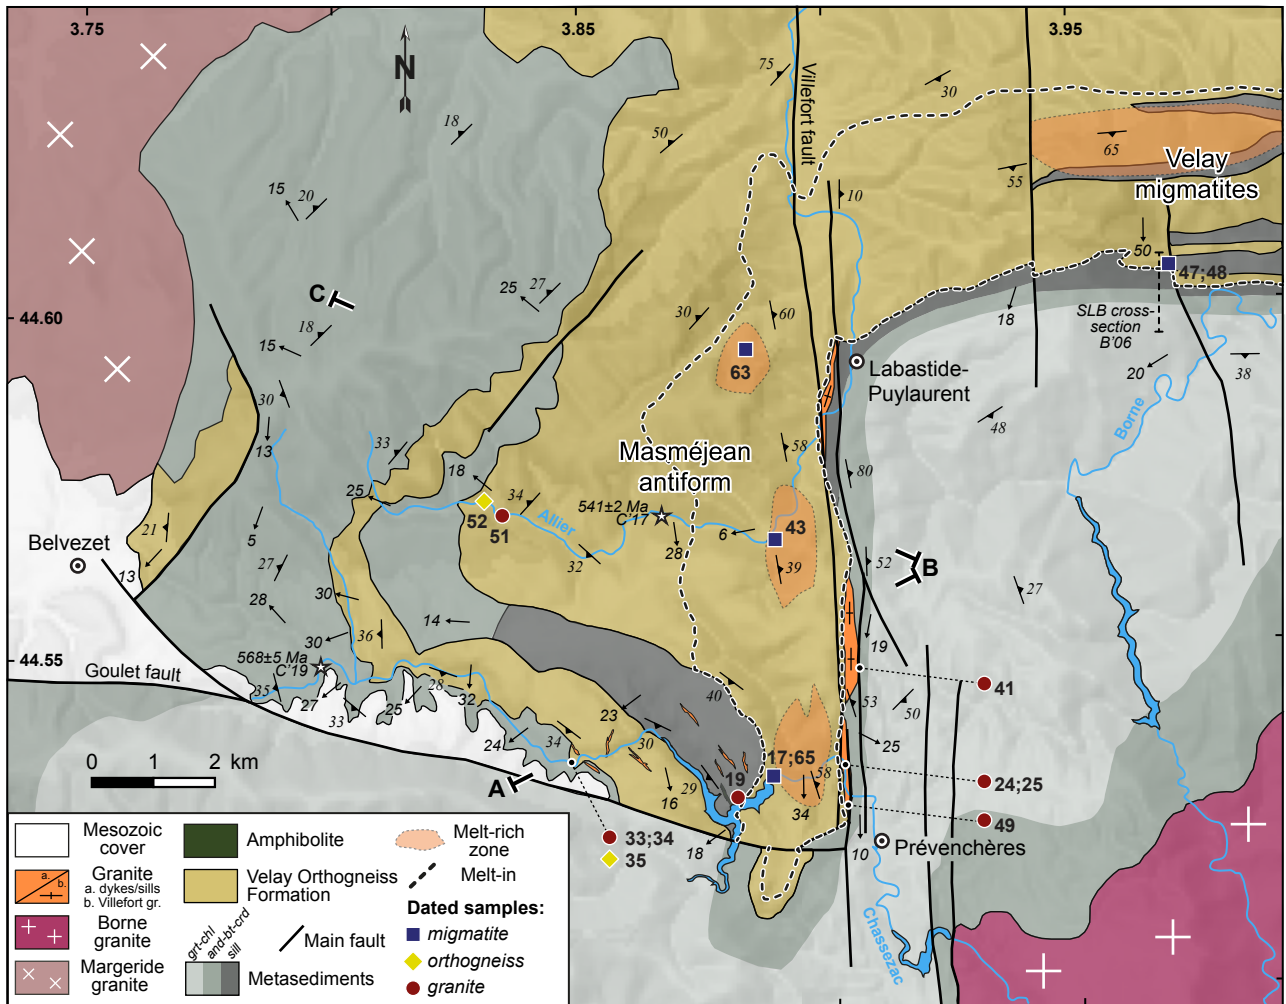 3.75
3.85
3.95
N
Villefort fault
75
30
18
50
65
55
Velay
migmatites
15
20
10
50
47;48
C
25
27
18
SLB cross-
section
B'06
44.60
30
60
18
15
63
Labastide-
Puylaurent
20
38
30
48
Borne
13
33
58
Masméjean
antiform
18
80
25
34
541±2 Ma
C'17
43
52
51
Allier
6
28
21
Belvezet
5
32
39
52
B
27
13
27
28
30
14
30
36
19
44.55
568±5 Ma
C'19
Goulet fault
35
28
40
41
27
33
25
32
23
53
50
24
34
30
25
17;65
A
29
19
58
24;25
16
34
49
33;34
35
18
10
Prévenchères
Chassezac
0 1 2 km
Mesozoic
cover
Amphibolite
Melt-rich
zone
Granite
a. dykes/sills
b. Villefort gr.
a.
b.
Velay Orthogneiss
Formation
Melt-in
Borne
granite
grt-chl
and-bt-crd
sill
Main fault
Dated samples:
migmatite
orthogneiss
Margeride
granite
Metasediments
granite